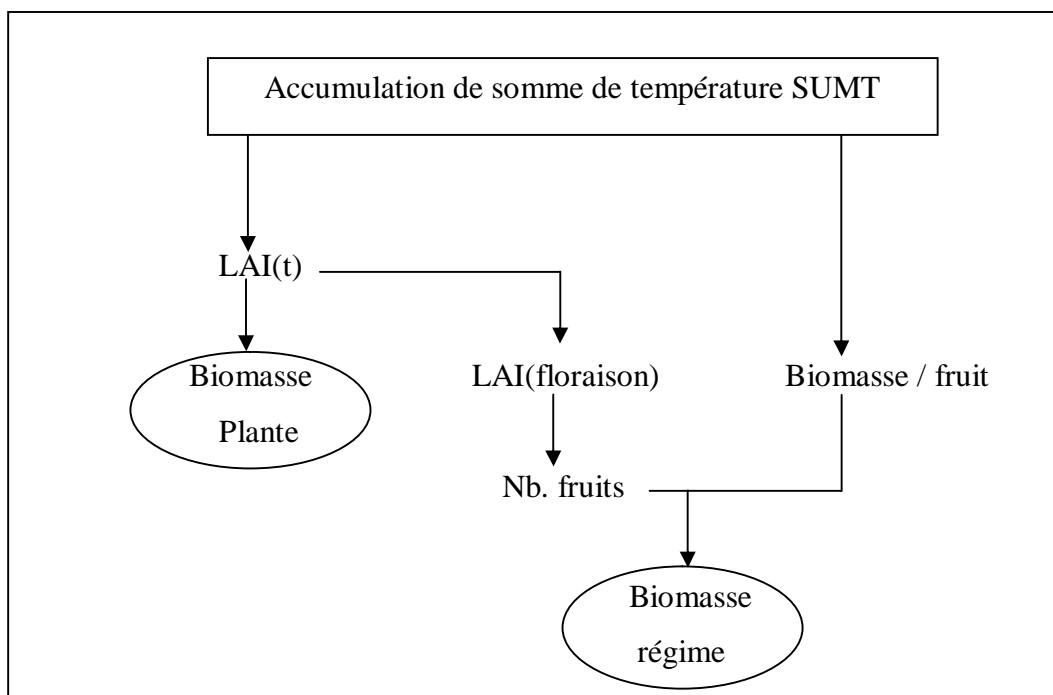 Accumulation de somme de température SUMT
LAI(t)
Biomasse
Plante
LAI(floraison)
Biomasse / fruit
Nb. fruits
Biomasse
régime